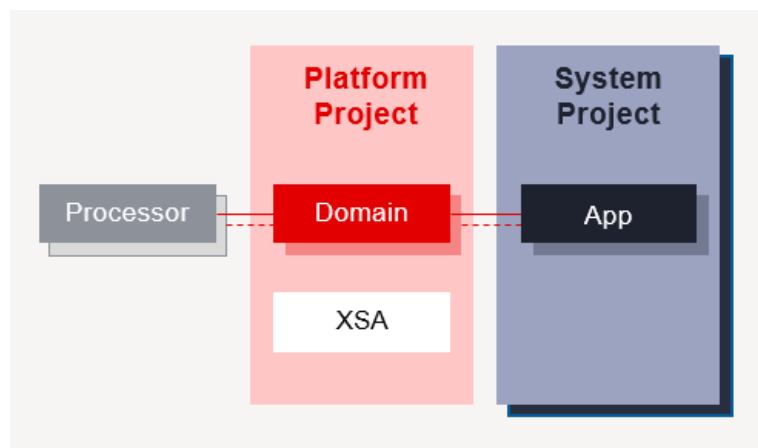 Platform
Project
System
Project
Processor
Domain
App
XSA